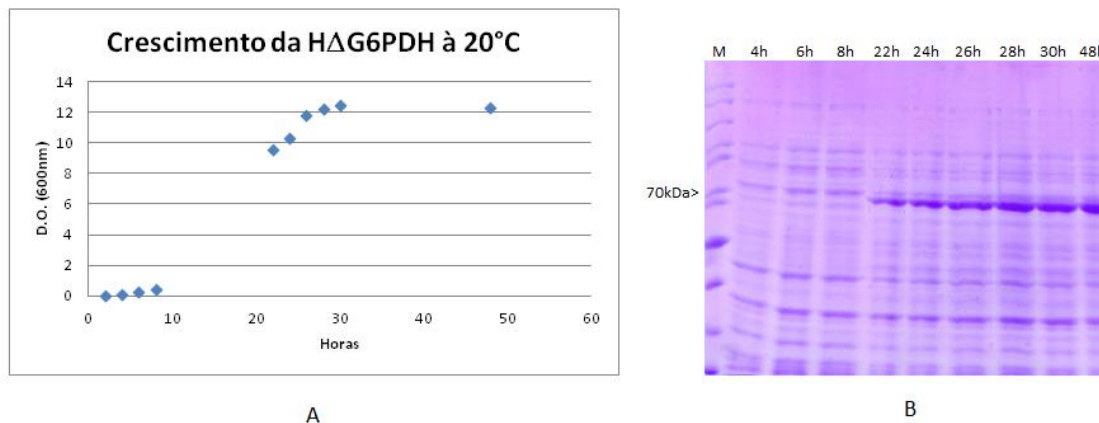 Crescimento da HΔG6PDH à 20°C
14
12
10
8
6
4
2
0
D.O. (600nm)
0 10 20 30 40 50 60
Horas
A
M 4h 6h 8h 22h 24h 26h 28h 30h 48h
70kDa>
B